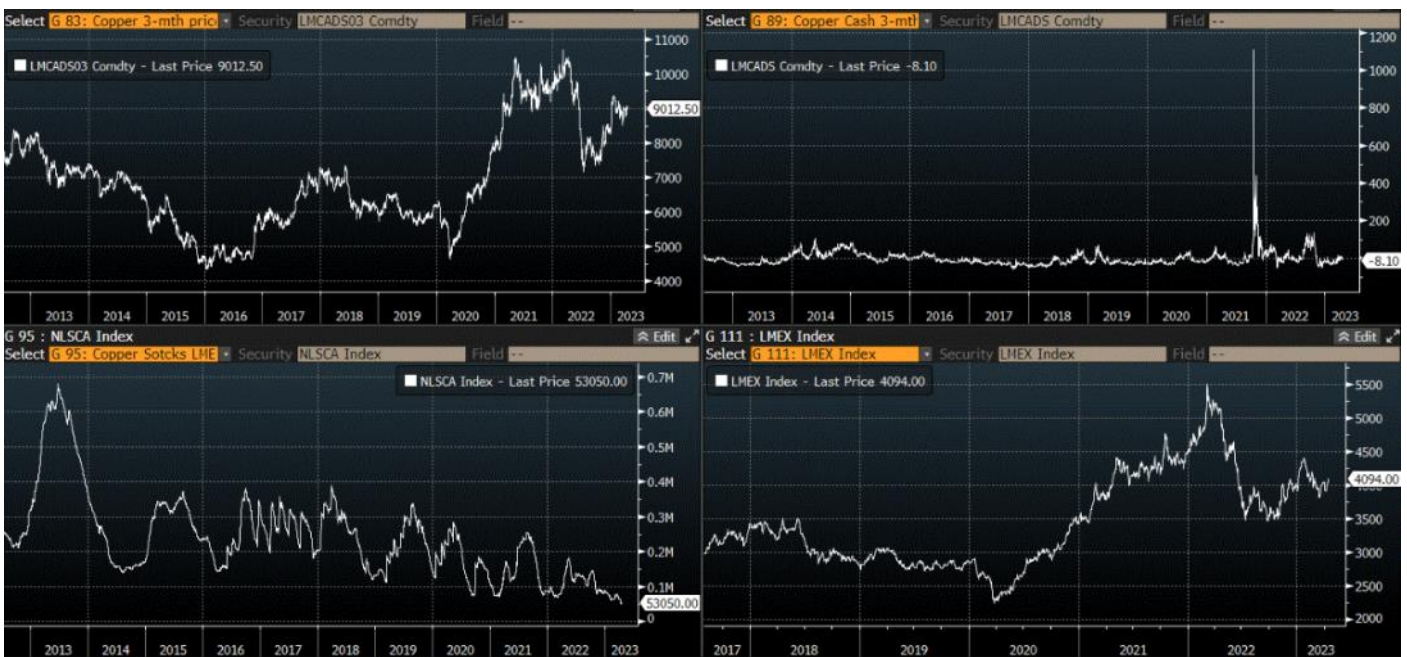 Select G 83: Copper 3-mth price Security LMCADS03 Comdty Field --
LMCADS03 Comdty - Last Price 9012.50
11000
10000
9012.50
8000
7000
6000
5000
4000
2013 2014 2015 2016 2017 2018 2019 2020 2021 2022 2023
Select G 89: Copper Cash 3-mth Security LMCADS Comdty Field --
LMCADS Comdty - Last Price -8.10
1200
1000
800
600
400
200
-8.10
2013 2014 2015 2016 2017 2018 2019 2020 2021 2022 2023
G 95 : NLSCA Index Edit
Select G 95: Copper Sotcks LME Security NLSCA Index Field --
NLSCA Index - Last Price 53050.00
0.7M
0.6M
0.5M
0.4M
0.3M
0.2M
0.1M
53050.00
0
2013 2014 2015 2016 2017 2018 2019 2020 2021 2022 2023
G 111 : LMEX Index Edit
Select G 111: LMEX Index Security LMEX Index Field --
LMEX Index - Last Price 4094.00
5500
5000
4500
4094.00
4000
3500
3000
2500
2000
2017 2018 2019 2020 2021 2022 2023